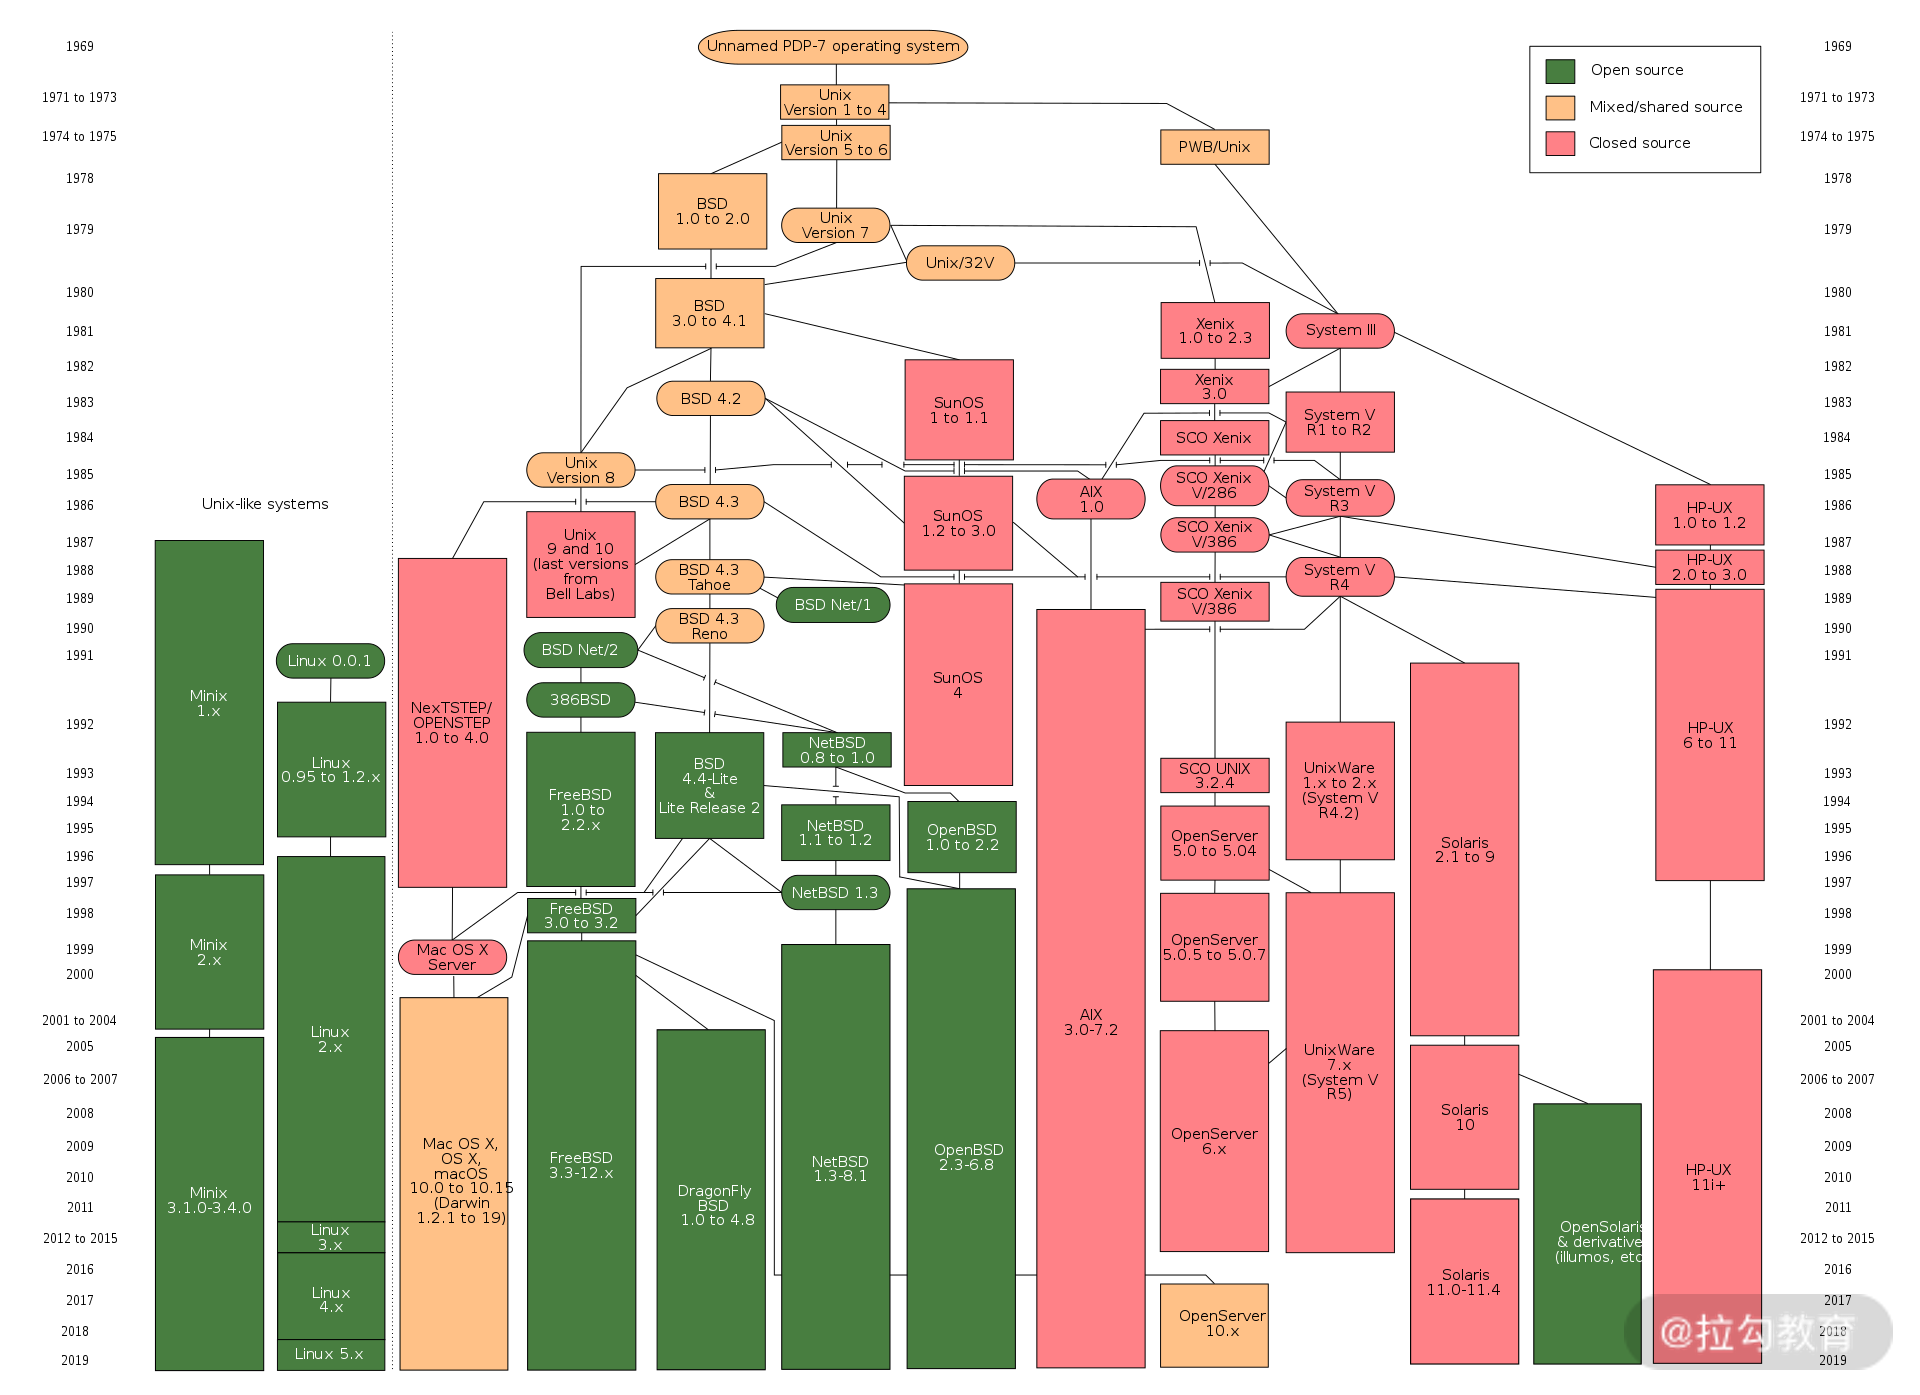 1969
1971 to 1973
1974 to 1975
1978
1979
1980
1981
1982
1983
1984
1985
1986
1987
1988
1989
1990
1991
1992
1993
1994
1995
1996
1997
1998
1999
2000
2001 to 2004
2005
2006 to 2007
2008
2009
2010
2011
2012 to 2015
2016
2017
2018
2019
Unix-like systems
Minix
1.x
Minix
2.x
Minix
3.1.0-3.4.0
Linux 0.0.1
Linux
0.95 to 1.2.x
Linux
2.x
Linux
3.x
Linux
4.x
Linux 5.x
NexTSTEP/
OPENSTEP
1.0 to 4.0
Mac OS X
Server
Mac OS X,
OS X,
macOS
10.0 to 10.15
(Darwin
1.2.1 to 19)
Unix
Version 8
Unix
9 and 10
(last versions
from
Bell Labs)
BSD Net/2
386BSD
FreeBSD
1.0 to
2.2.x
FreeBSD
3.0 to 3.2
FreeBSD
3.3-12.x
Unnamed PDP-7 operating system
Unix
Version 1 to 4
Unix
Version 5 to 6
BSD
1.0 to 2.0
Unix
Version 7
Unix/32V
BSD
3.0 to 4.1
BSD 4.2
BSD 4.3
BSD 4.3
Tahoe
BSD 4.3
Reno
BSD Net/1
BSD
4.4-Lite
&
Lite Release 2
DragonFly
BSD
1.0 to 4.8
NetBSD
0.8 to 1.0
NetBSD
1.1 to 1.2
NetBSD 1.3
NetBSD
1.3-8.1
SunOS
1 to 1.1
SunOS
1.2 to 3.0
SunOS
4
OpenBSD
1.0 to 2.2
OpenBSD
2.3-6.8
AIX
1.0
AIX
3.0-7.2
PWB/Unix
Xenix
1.0 to 2.3
Xenix
3.0
SCO Xenix
SCO Xenix
V/286
SCO Xenix
V/386
SCO Xenix
V/386
SCO UNIX
3.2.4
OpenServer
5.0 to 5.04
OpenServer
5.0.5 to 5.0.7
OpenServer
6.x
OpenServer
10.x
System III
System V
R1 to R2
System V
R3
System V
R4
UnixWare
1.x to 2.x
(System V
R4.2)
UnixWare
7.x
(System V
R5)
Solaris
2.1 to 9
Solaris
10
Solaris
11.0-11.4
OpenSolaris
& derivative
(illumos, etc
HP-UX
1.0 to 1.2
HP-UX
2.0 to 3.0
HP-UX
6 to 11
HP-UX
11i+
Open source
Mixed/shared source
Closed source
1969
1971 to 1973
1974 to 1975
1978
1979
1980
1981
1982
1983
1984
1985
1986
1987
1988
1989
1990
1991
1992
1993
1994
1995
1996
1997
1998
1999
2000
2001 to 2004
2005
2006 to 2007
2008
2009
2010
2011
2012 to 2015
2016
2017
2018
2019
@拉勾教育